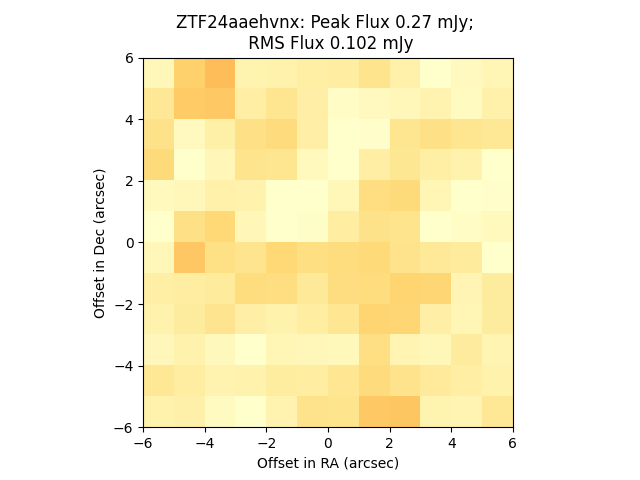 ZTF24aaehvnx: Peak Flux 0.27 mJy;
RMS Flux 0.102 mJy
6
4
2
0
−2
−4
−6
Offset in Dec (arcsec)
−6 −4 −2 0 2 4 6
Offset in RA (arcsec)